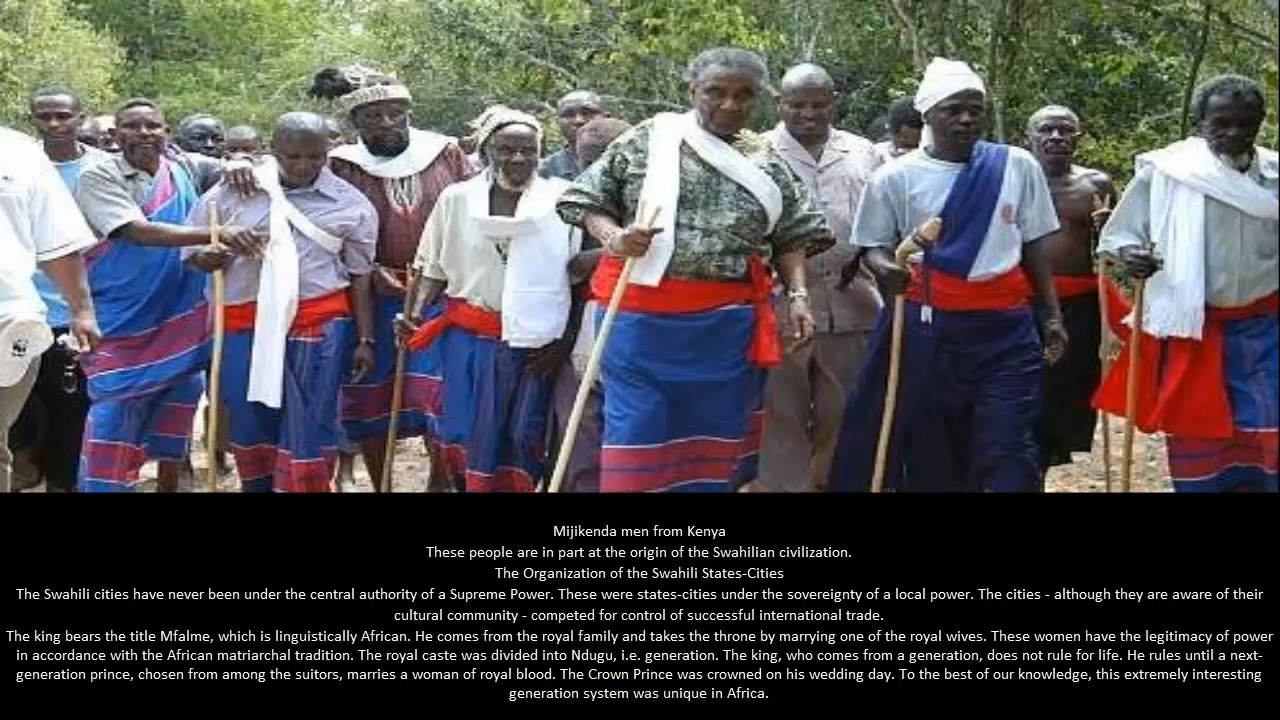 Mijikenda men from Kenya
These people are in part at the origin of the Swahilian civilization.
The Organization of the Swahili States-Cities
The Swahili cities have never been under the central authority of a Supreme Power. These were states-cities under the sovereignty of a local power. The cities - although they are aware of their
cultural community - competed for control of successful international trade.
The king bears the title Mfalme, which is linguistically African. He comes from the royal family and takes the throne by marrying one of the royal wives. These women have the legitimacy of power
in accordance with the African matriarchal tradition. The royal caste was divided into Ndugu, i.e. generation. The king, who comes from a generation, does not rule for life. He rules until a next-
generation prince, chosen from among the suitors, marries a woman of royal blood. The Crown Prince was crowned on his wedding day. To the best of our knowledge, this extremely interesting
generation system was unique in Africa.